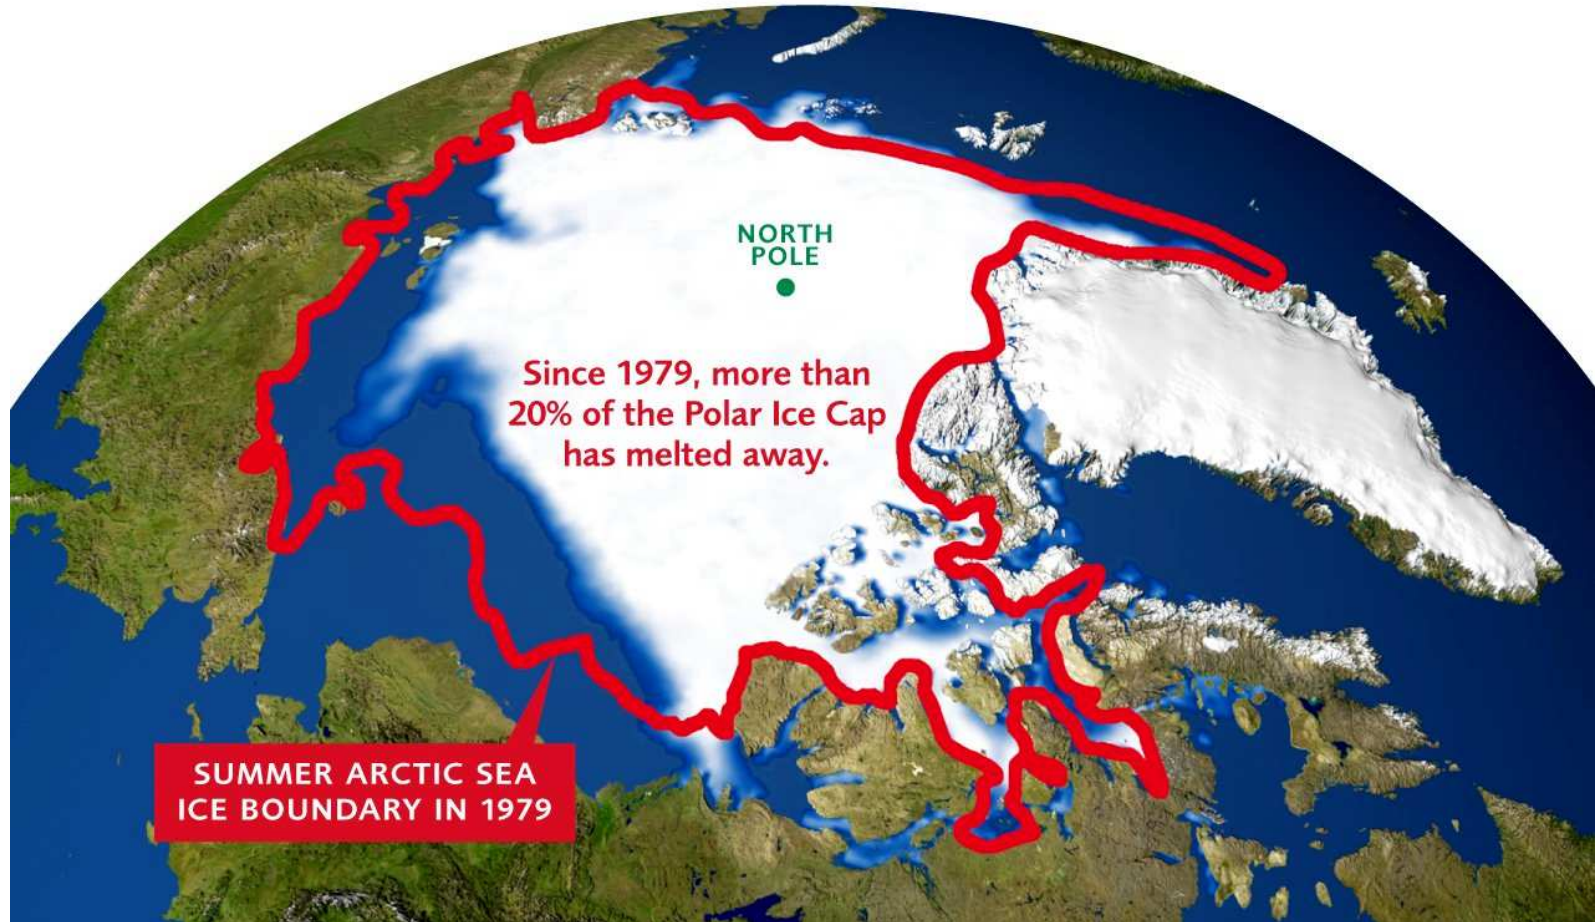 NORTH
POLE
Since 1979, more than
20% of the Polar Ice Cap
has melted away.
SUMMER ARCTIC SEA
ICE BOUNDARY IN 1979